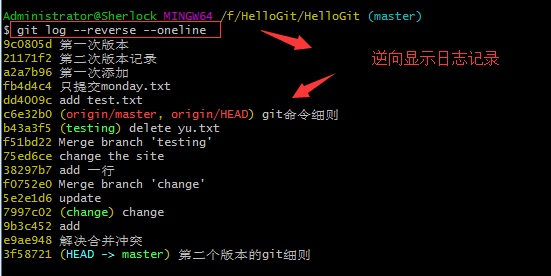 Administrator@Sherlock MINGW64 /f/HelloGit/HelloGit (master)
$ git log --reverse --oneline
逆向显示日志记录
9c0805d 第一次版本
21171f2 第二次版本记录
a2a7b96 第一次添加
fb4d4c4 只提交monday.txt
dd4009c add test.txt
c6e32b0 (origin/master, origin/HEAD) git命令细则
b43a3f5 (testing) delete yu.txt
f51bd22 Merge branch 'testing'
75ed6ce change the site
38297b7 add 一行
f0752e0 Merge branch 'change'
5e2e1d6 update
7997c02 (change) change
9b3c452 add
e9ae948 解决合并冲突
3f58721 (HEAD -> master) 第二个版本的git细则